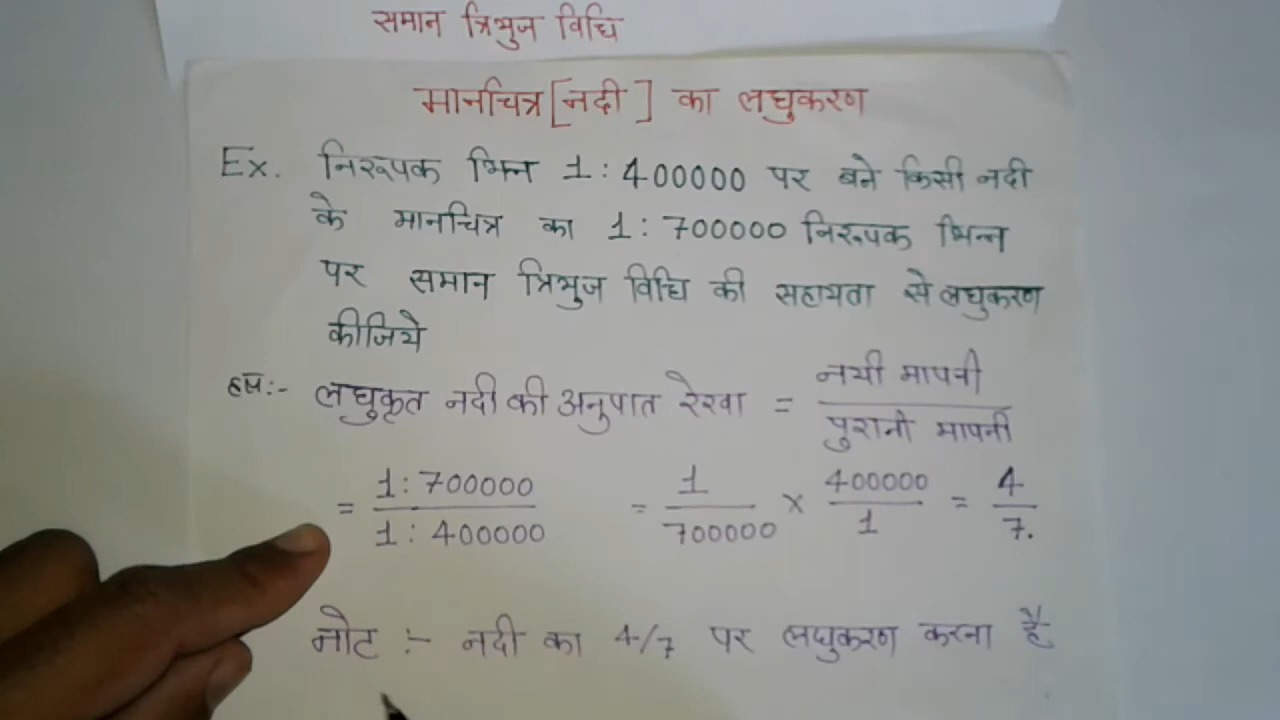 समान त्रिभुज विधि
मानचित्र [नदी] का लघुकरण
Ex. निरूपक भिन्न 1 : 400000 पर बने किसी नदी
के मानचित्र का 1 : 700000 निरूपक भिन्न
पर समान त्रिभुज विधि की सहायता से लघुकरण
कीजिये
हल:- लघुकृत नदी की अनुपात रेखा = नयी मापनी / पुरानी मापनी
= 1:700000 / 1:400000 = 1/700000 × 400000/1 = 4/7.
नोट :- नदी का 4/7 पर लघुकरण करना है